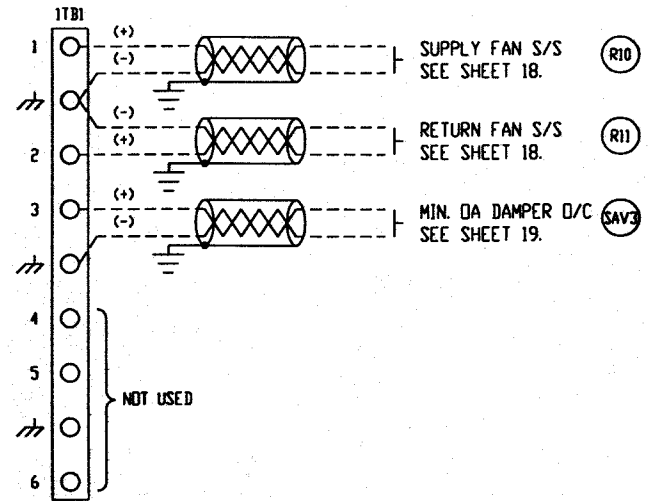 1TB1
1 (+) SUPPLY FAN S/S R10
(-) SEE SHEET 18.
(-) RETURN FAN S/S R11
2 (+) SEE SHEET 18.
3 (+) MIN. OA DAMPER O/C SAV3
(-) SEE SHEET 19.
4
5
NOT USED
6